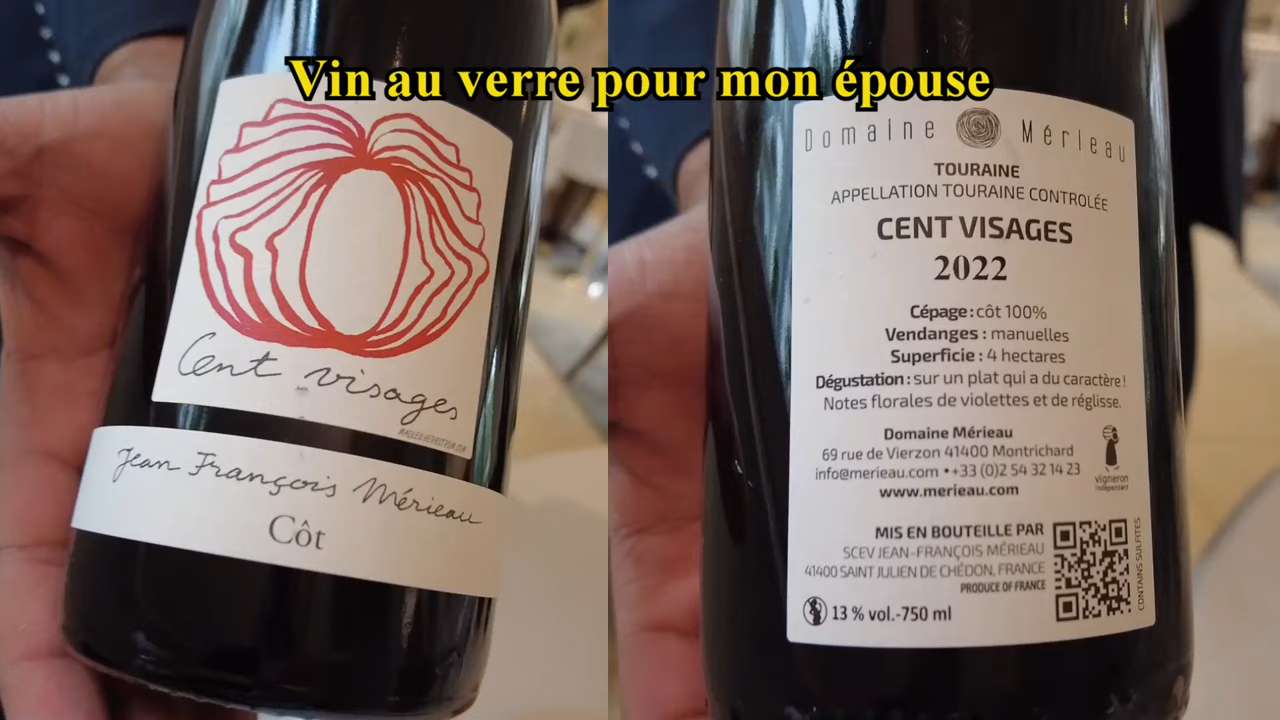 Vin au verre pour mon épouse
Cent visages
Jean François Mérieau
Côt
Domaine Mérieau
TOURAINE
APPELLATION TOURAINE CONTROLÉE
CENT VISAGES
2022
Cépage : côt 100%
Vendanges : manuelles
Superficie : 4 hectares
Dégustation : sur un plat qui a du caractère !
Notes florales de violettes et de réglisse.
Domaine Mérieau
69 rue de Vierzon 41400 Montrichard
info@merieau.com • +33 (0)2 54 32 14 23
www.merieau.com
vigneron
indépendant
MIS EN BOUTEILLE PAR
SCEV JEAN-FRANÇOIS MÉRIEAU
41400 SAINT JULIEN DE CHÉDON, FRANCE
PRODUCE OF FRANCE
CONTAINS SULFITES
13 % vol.-750 ml